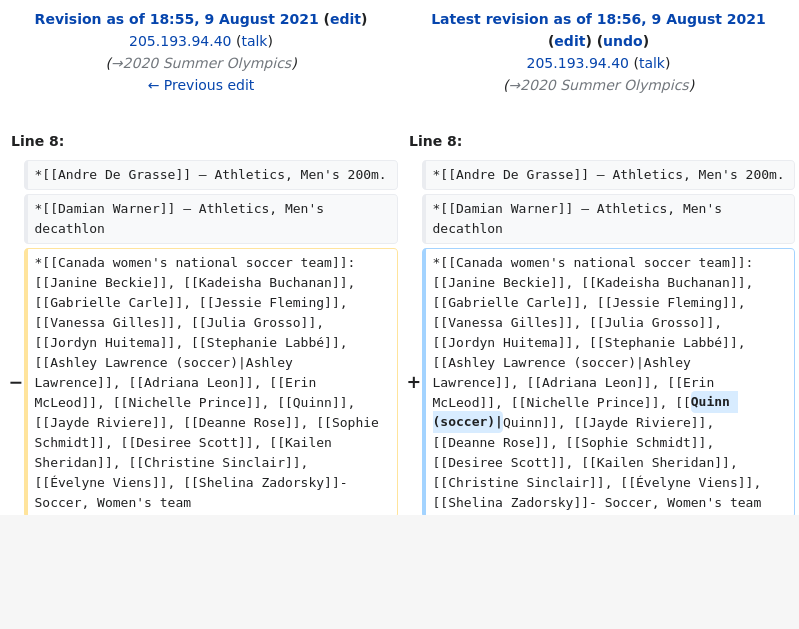 Revision as of 18:55, 9 August 2021 (edit)
205.193.94.40 (talk)
(→2020 Summer Olympics)
← Previous edit
Latest revision as of 18:56, 9 August 2021
(edit) (undo)
205.193.94.40 (talk)
(→2020 Summer Olympics)
Line 8:
*[[Andre De Grasse]] – Athletics, Men's 200m.
*[[Damian Warner]] – Athletics, Men's
decathlon
−
*[[Canada women's national soccer team]]:
[[Janine Beckie]], [[Kadeisha Buchanan]],
[[Gabrielle Carle]], [[Jessie Fleming]],
[[Vanessa Gilles]], [[Julia Grosso]],
[[Jordyn Huitema]], [[Stephanie Labbé]],
[[Ashley Lawrence (soccer)|Ashley
Lawrence]], [[Adriana Leon]], [[Erin
McLeod]], [[Nichelle Prince]], [[Quinn]],
[[Jayde Riviere]], [[Deanne Rose]], [[Sophie
Schmidt]], [[Desiree Scott]], [[Kailen
Sheridan]], [[Christine Sinclair]],
[[Évelyne Viens]], [[Shelina Zadorsky]]-
Soccer, Women's team
Line 8:
*[[Andre De Grasse]] – Athletics, Men's 200m.
*[[Damian Warner]] – Athletics, Men's
decathlon
+
*[[Canada women's national soccer team]]:
[[Janine Beckie]], [[Kadeisha Buchanan]],
[[Gabrielle Carle]], [[Jessie Fleming]],
[[Vanessa Gilles]], [[Julia Grosso]],
[[Jordyn Huitema]], [[Stephanie Labbé]],
[[Ashley Lawrence (soccer)|Ashley
Lawrence]], [[Adriana Leon]], [[Erin
McLeod]], [[Nichelle Prince]], [[Quinn
(soccer)|Quinn]], [[Jayde Riviere]],
[[Deanne Rose]], [[Sophie Schmidt]],
[[Desiree Scott]], [[Kailen Sheridan]],
[[Christine Sinclair]], [[Évelyne Viens]],
[[Shelina Zadorsky]]- Soccer, Women's team